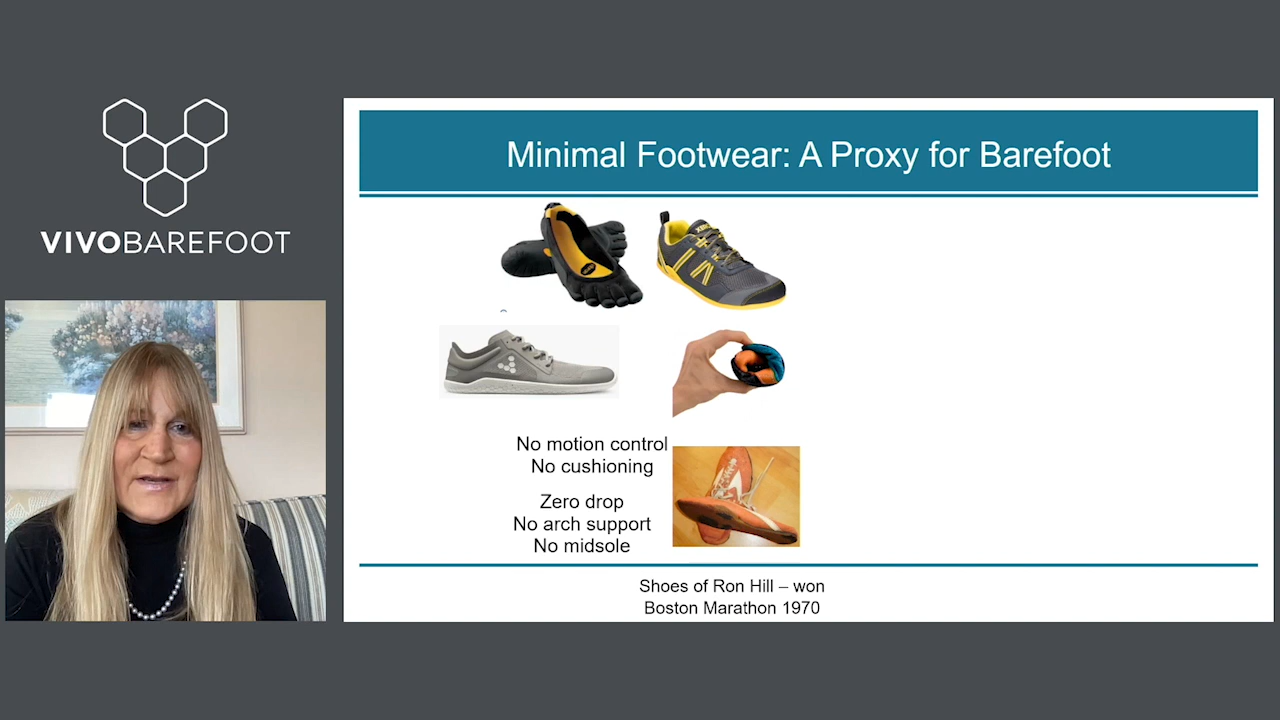 VIVOBAREFOOT
Minimal Footwear: A Proxy for Barefoot
No motion control
No cushioning
Zero drop
No arch support
No midsole
Shoes of Ron Hill – won
Boston Marathon 1970